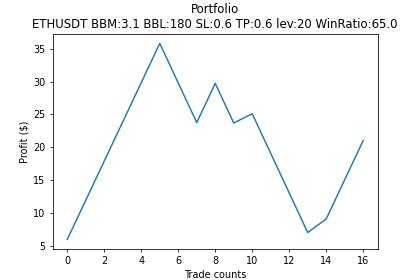 Portfolio
ETHUSDT BBM:3.1 BBL:180 SL:0.6 TP:0.6 lev:20 WinRatio:65.0
35
30
25
20
15
10
5
Profit ($)
0 2 4 6 8 10 12 14 16
Trade counts